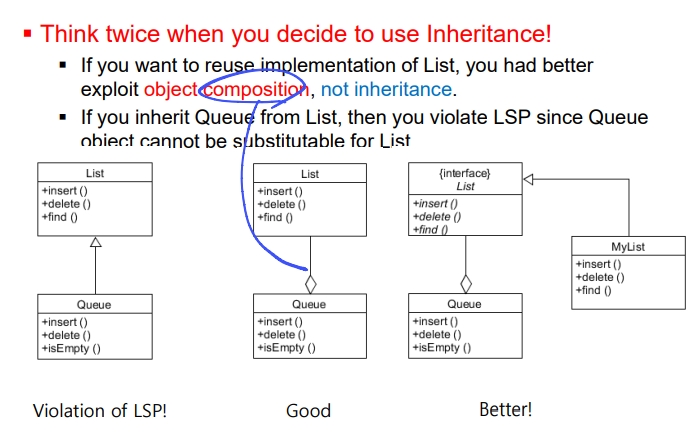 Think twice when you decide to use Inheritance!
If you want to reuse implementation of List, you had better
exploit object composition, not inheritance.
If you inherit Queue from List, then you violate LSP since Queue
object cannot be substitutable for List
List
+insert ()
+delete ()
+find ()
Queue
+insert ()
+delete ()
+isEmpty ()
Violation of LSP!
List
+insert ()
+delete ()
+find ()
Queue
+insert ()
+delete ()
+isEmpty ()
Good
{interface}
List
+insert ()
+delete ()
+find ()
MyList
+insert ()
+delete ()
+find ()
Queue
+insert ()
+delete ()
+isEmpty ()
Better!